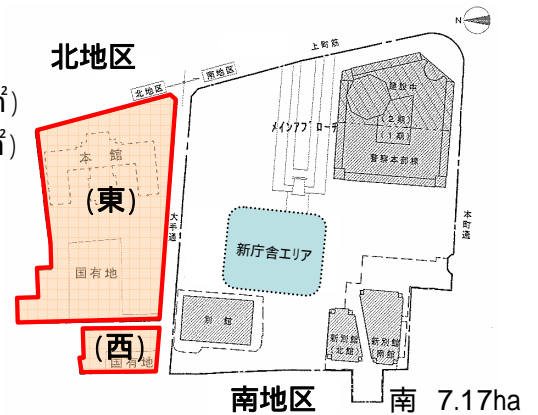 N
上町筋
北地区
北地区 南地区
㎡)
㎡)
建設中
(2期)
(1期)
警察本部棟
メインアプローチ
本館
(東)
大手通
本町通
国有地
新庁舎エリア
別館
(西)
国有地
新別館
北館
新別館
南館
南地区
南 7.17ha